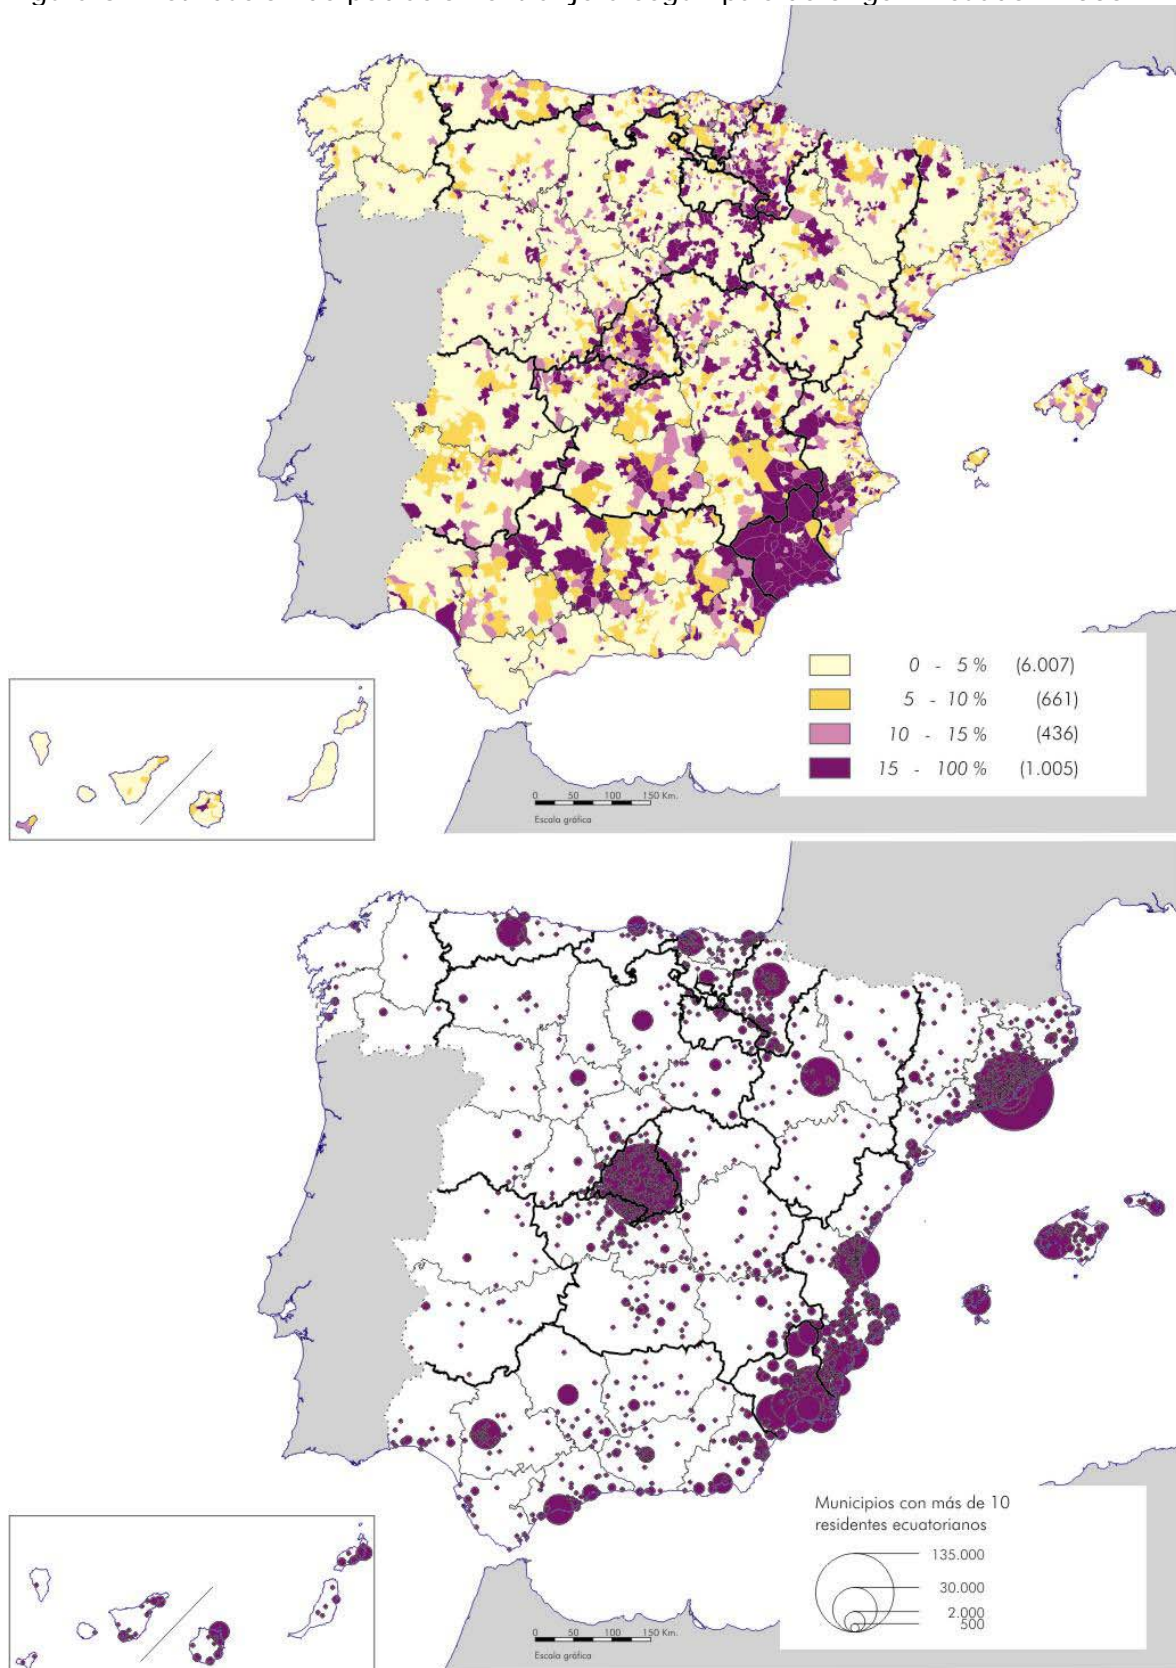 0 - 5 % (6.007)
5 - 10 % (661)
10 - 15 % (436)
15 - 100 % (1.005)
0 50 100 150 Km.
Escala gráfica
Municipios con más de 10
residentes ecuatorianos
135.000
30.000
2.000
500
0 50 100 150 Km.
Escala gráfica